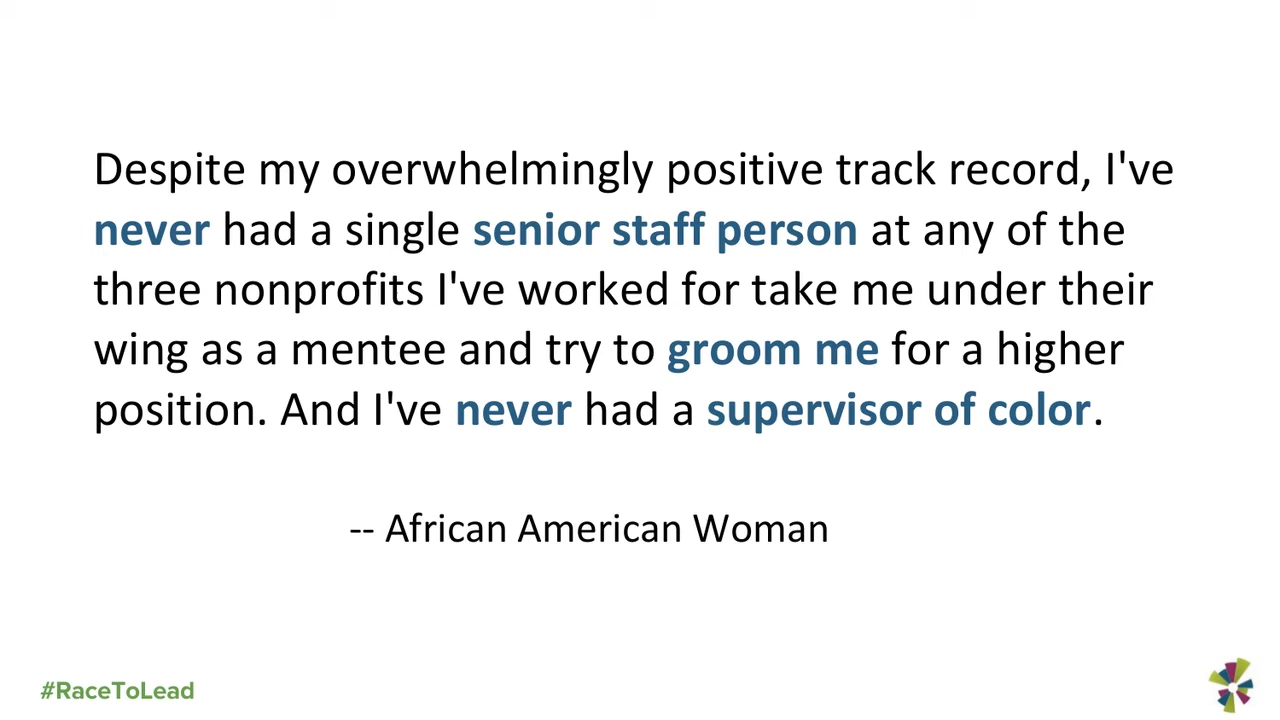 Despite my overwhelmingly positive track record, I've
never had a single senior staff person at any of the
three nonprofits I've worked for take me under their
wing as a mentee and try to groom me for a higher
position. And I've never had a supervisor of color.
-- African American Woman
#RaceToLead